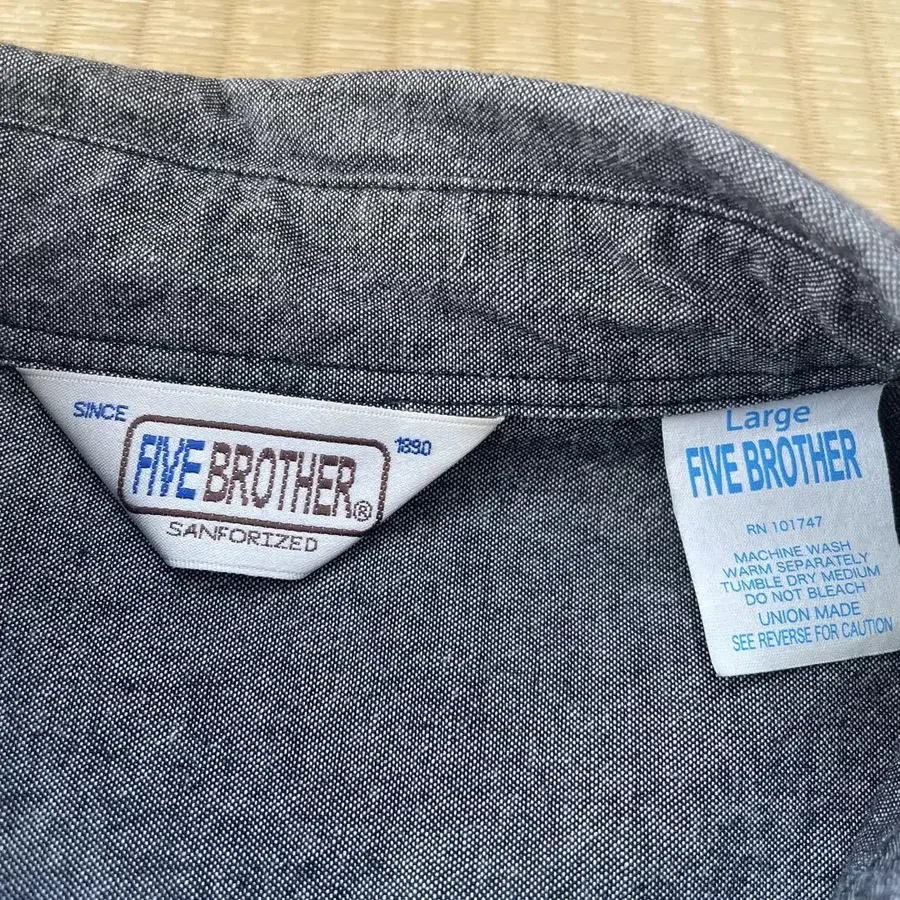 SINCE
1890
FIVE BROTHER®
SANFORIZED
Large
FIVE BROTHER
RN 101747
MACHINE WASH
WARM SEPARATELY
TUMBLE DRY MEDIUM
DO NOT BLEACH
UNION MADE
SEE REVERSE FOR CAUTION